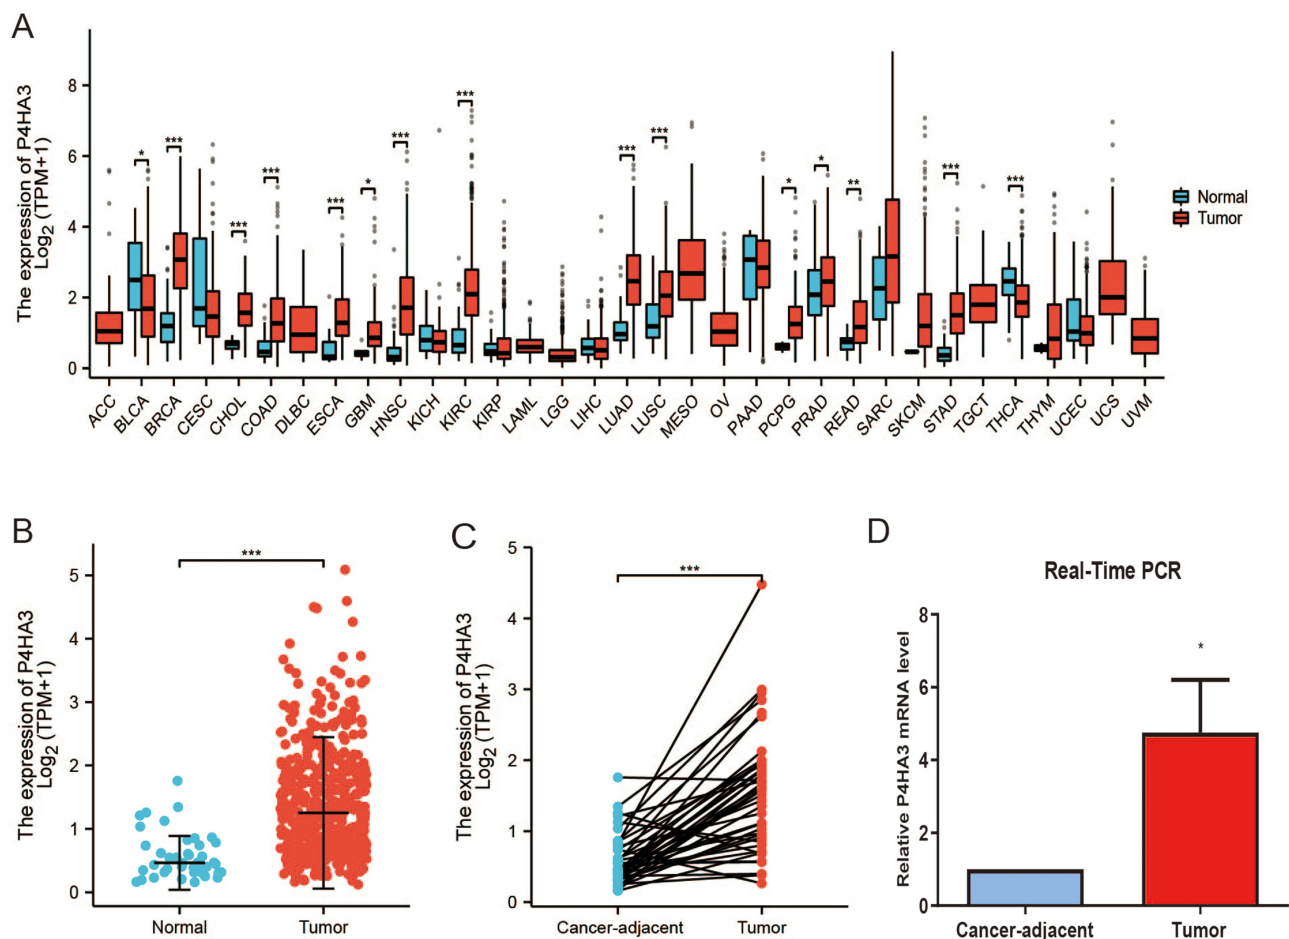 A
The expression of P4HA3
Log2 (TPM+1)
8
6
4
2
0
*
***
***
***
***
*
***
***
***
***
*
*
**
***
***
Normal
Tumor
ACC
BLCA
BRCA
CESC
CHOL
COAD
DLBC
ESCA
GBM
HNSC
KICH
KIRC
KIRP
LAML
LGG
LIHC
LUAD
LUSC
MESO
OV
PAAD
PCPG
PRAD
READ
SARC
SKCM
STAD
TGCT
THCA
THYM
UCEC
UCS
UVM
B
The expression of P4HA3
Log2 (TPM+1)
5
4
3
2
1
0
***
Normal
Tumor
C
The expression of P4HA3
Log2 (TPM+1)
5
4
3
2
1
0
***
Cancer-adjacent
Tumor
D
Real-Time PCR
Relative P4HA3 mRNA level
8
6
4
2
0
*
Cancer-adjacent
Tumor